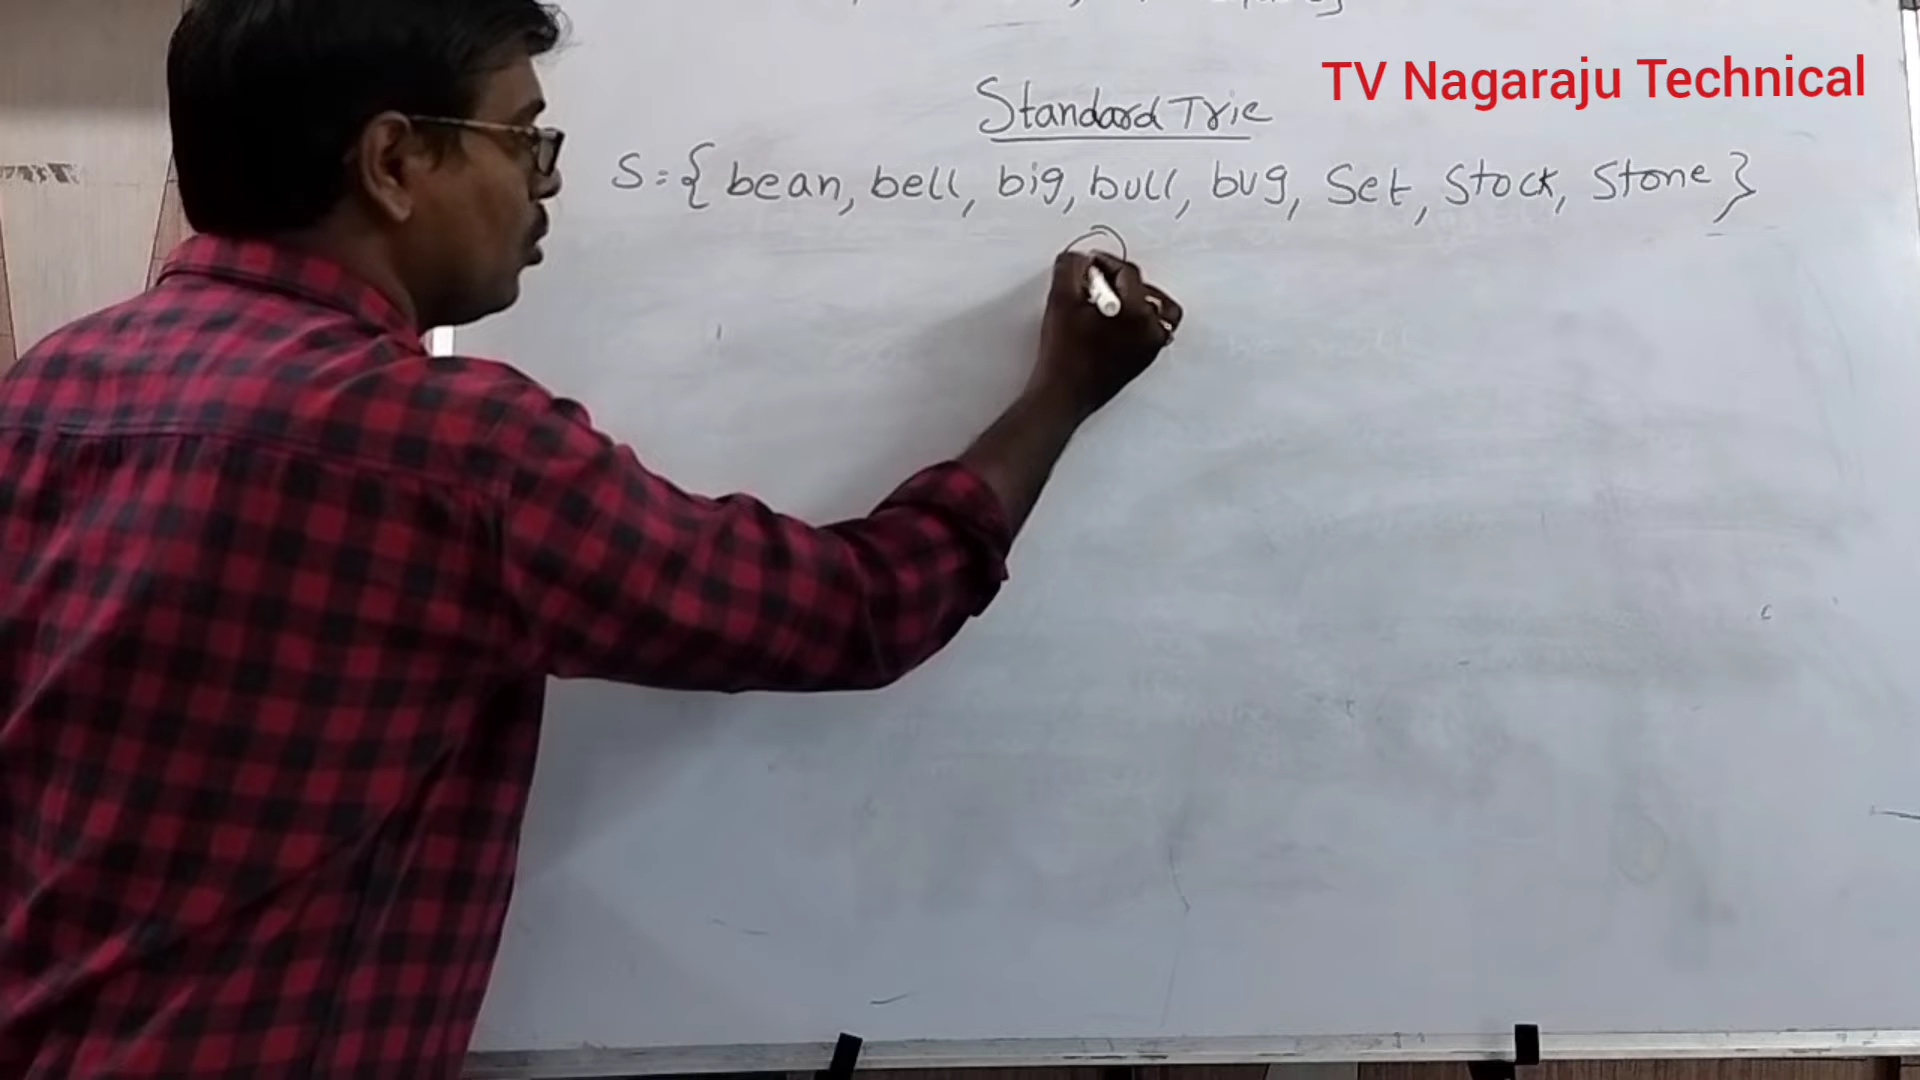 TV Nagaraju Technical
Standard Trie
S = { bean, bell, big, bull, bug, Set, Stock, Stone }